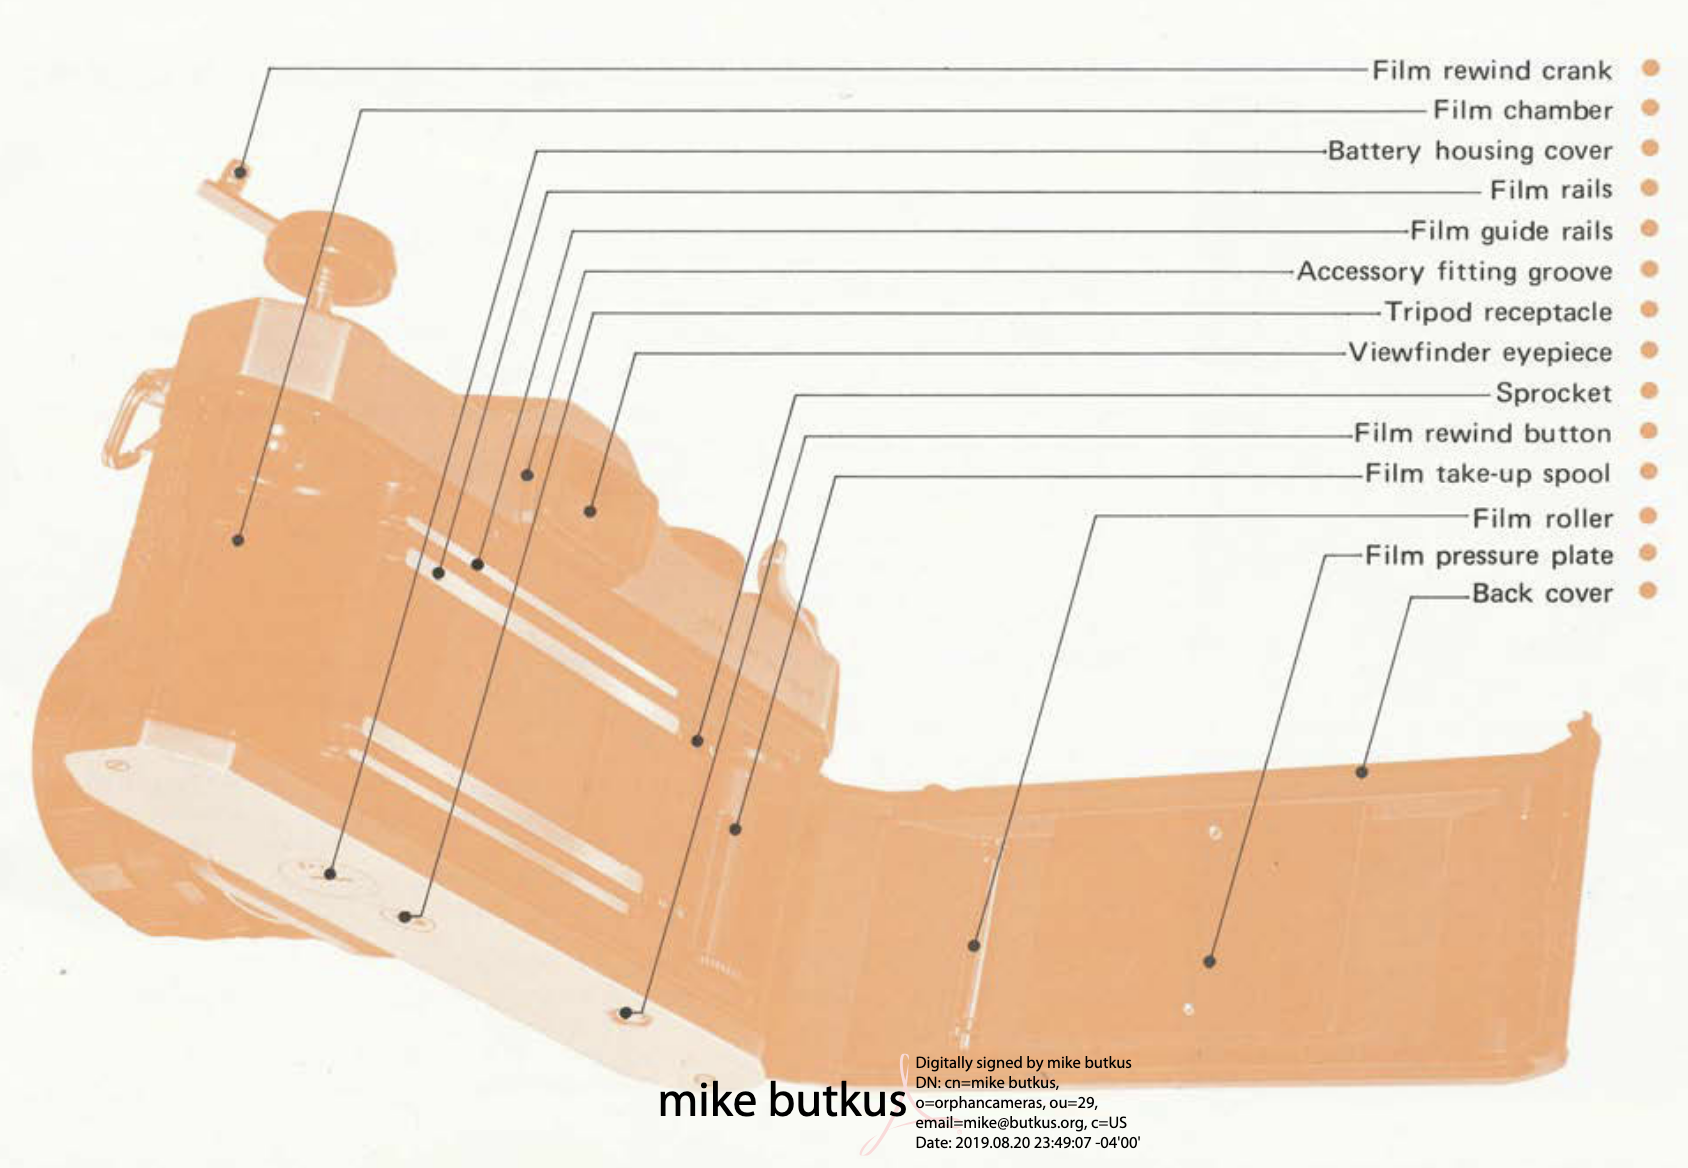 Film rewind crank
Film chamber
Battery housing cover
Film rails
Film guide rails
Accessory fitting groove
Tripod receptacle
Viewfinder eyepiece
Sprocket
Film rewind button
Film take-up spool
Film roller
Film pressure plate
Back cover
mike butkus
Digitally signed by mike butkus
DN: cn=mike butkus,
o=orphancameras, ou=29,
email=mike@butkus.org, c=US
Date: 2019.08.20 23:49:07 -04'00'